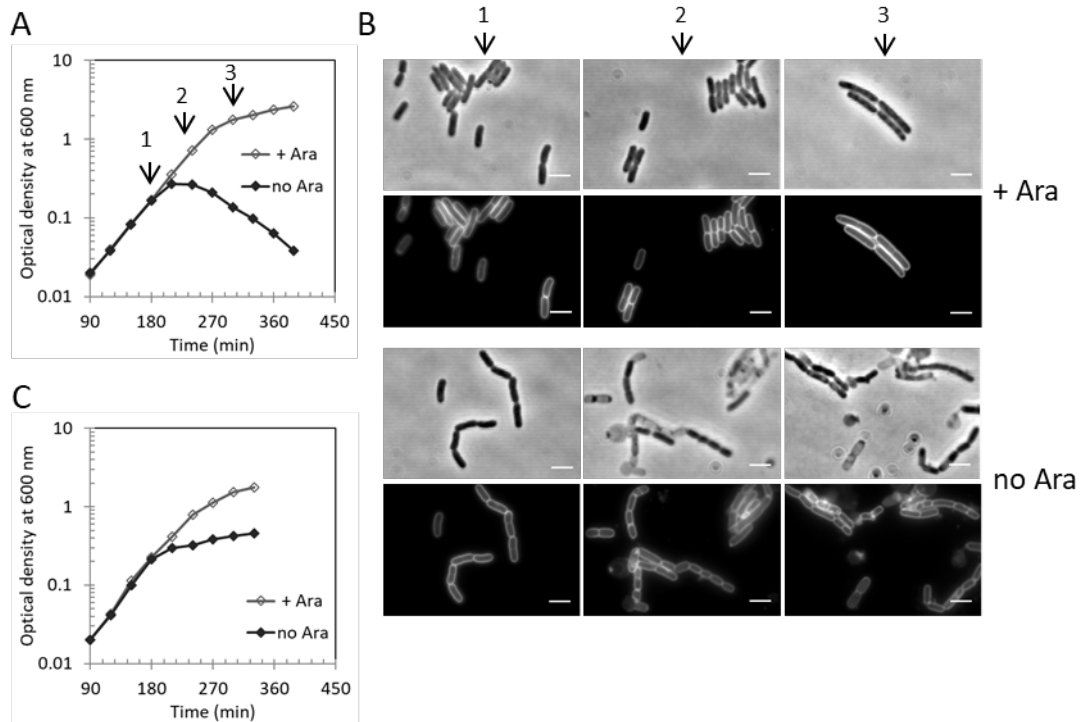 A
Optical density at 600 nm
10
1
0.1
0.01
1
2
3
+ Ara
no Ara
90
180
270
360
450
Time (min)
B
1
2
3
+ Ara
no Ara
C
Optical density at 600 nm
10
1
0.1
0.01
+ Ara
no Ara
90
180
270
360
450
Time (min)